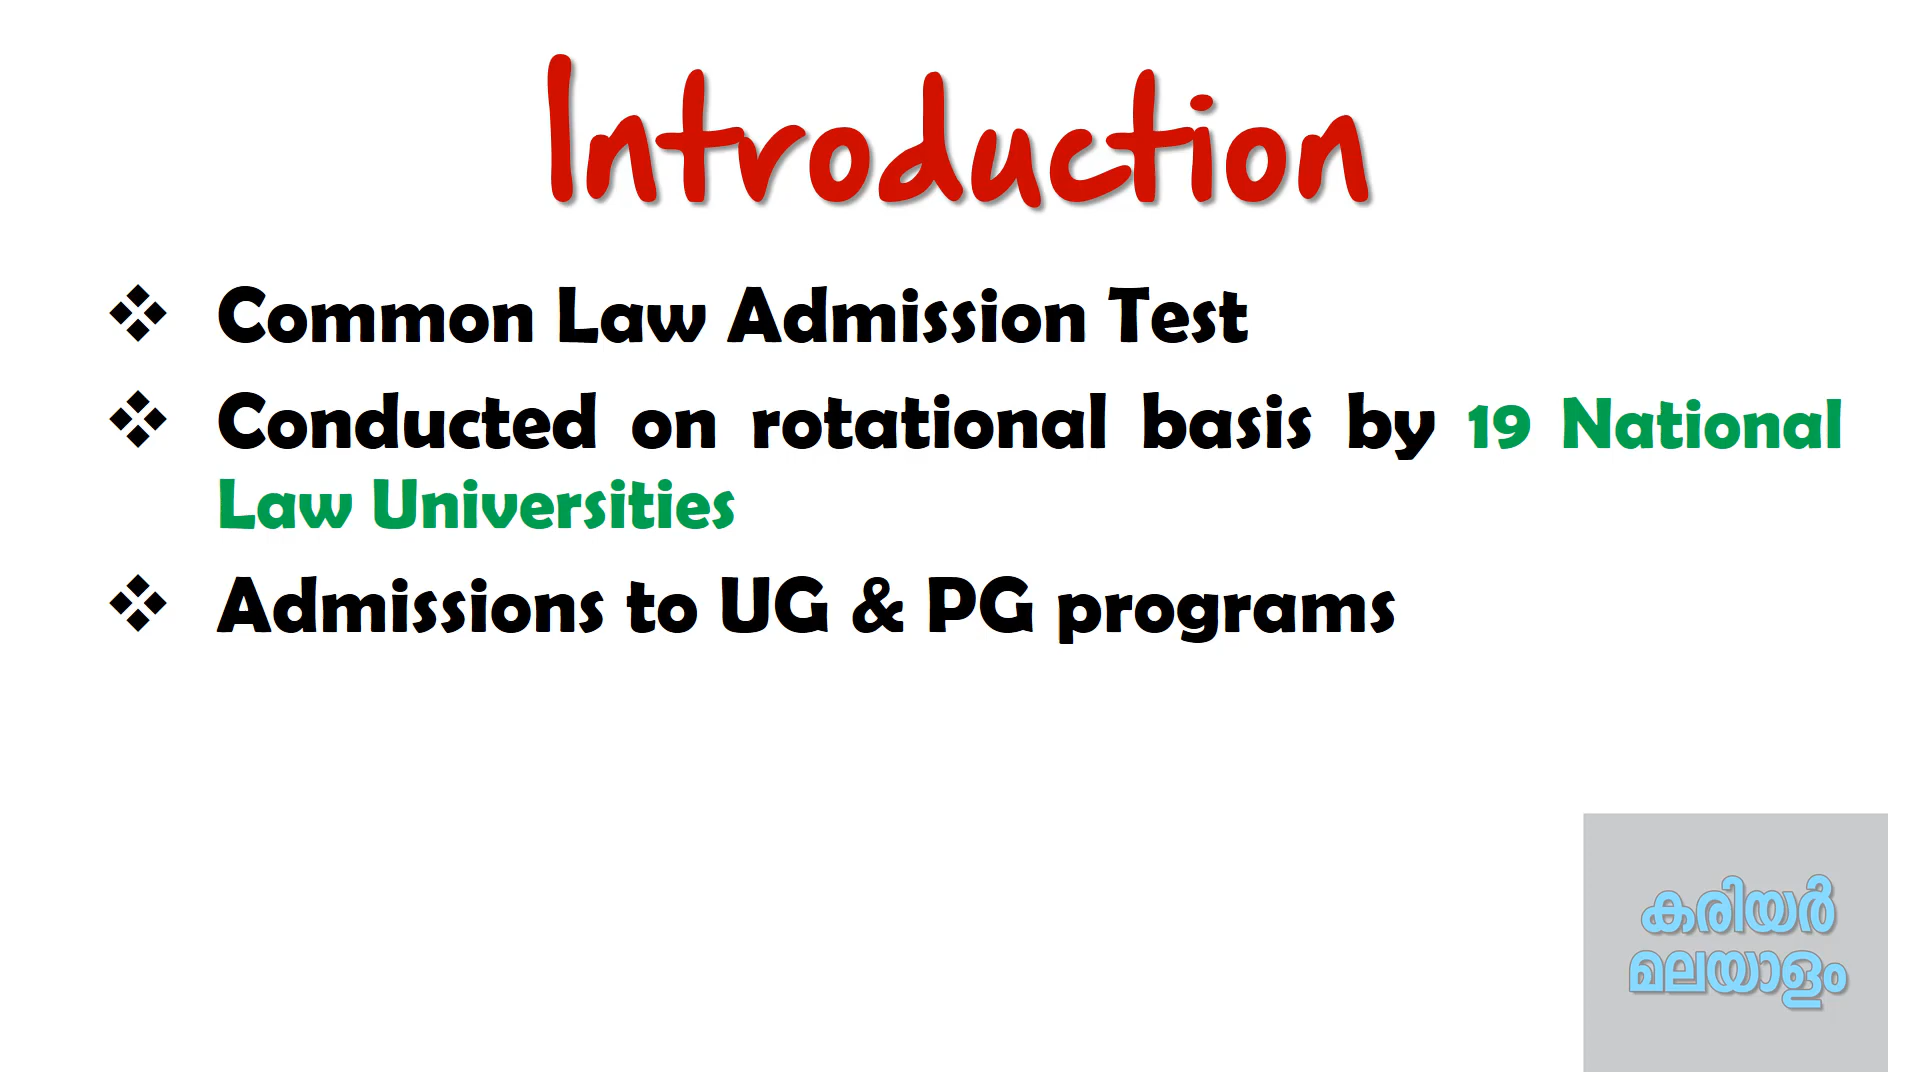 Introduction
❖ Common Law Admission Test
❖ Conducted on rotational basis by 19 National
Law Universities
❖ Admissions to UG & PG programs
കരിയർ
മലയാളം